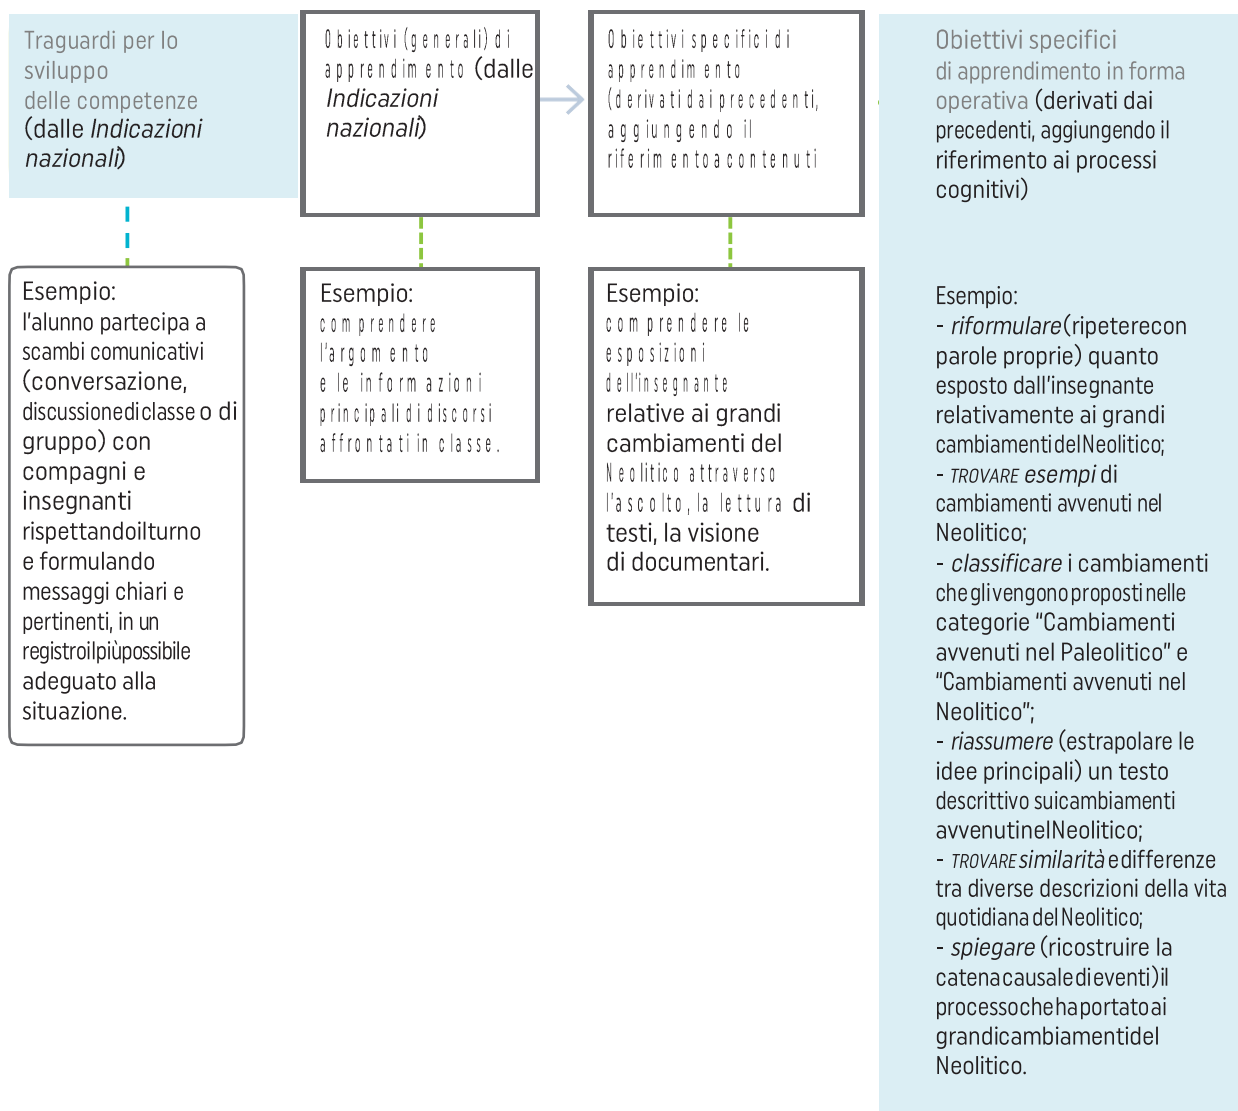 Traguardi per lo
sviluppo
delle competenze
(dalle Indicazioni
nazionali)
Obiettivi (generali) di
apprendimento (dalle
Indicazioni
nazionali)
Obiettivi specifici di
apprendimento
(derivati dai precedenti,
aggiungendo il
riferimento a contenuti
Obiettivi specifici
di apprendimento in forma
operativa (derivati dai
precedenti, aggiungendo il
riferimento ai processi
cognitivi)
Esempio:
l'alunno partecipa a
scambi comunicativi
(conversazione,
discussione di classe o di
gruppo) con
compagni e
insegnanti
rispettando il turno
e formulando
messaggi chiari e
pertinenti, in un
registro il più possibile
adeguato alla
situazione.
Esempio:
comprendere
l'argomento
e le informazioni
principali di discorsi
affrontati in classe.
Esempio:
comprendere le
esposizioni
dell'insegnante
relative ai grandi
cambiamenti del
Neolitico attraverso
l'ascolto, la lettura di
testi, la visione
di documentari.
Esempio:
- riformulare (ripetere con
parole proprie) quanto
esposto dall'insegnante
relativamente ai grandi
cambiamenti del Neolitico;
- TROVARE esempi di
cambiamenti avvenuti nel
Neolitico;
- classificare i cambiamenti
che gli vengono proposti nelle
categorie “Cambiamenti
avvenuti nel Paleolitico” e
“Cambiamenti avvenuti nel
Neolitico”;
- riassumere (estrapolare le
idee principali) un testo
descrittivo sui cambiamenti
avvenuti nel Neolitico;
- TROVARE similarità e differenze
tra diverse descrizioni della vita
quotidiana del Neolitico;
- spiegare (ricostruire la
catena causale di eventi) il
processo che ha portato ai
grandi cambiamenti del
Neolitico.